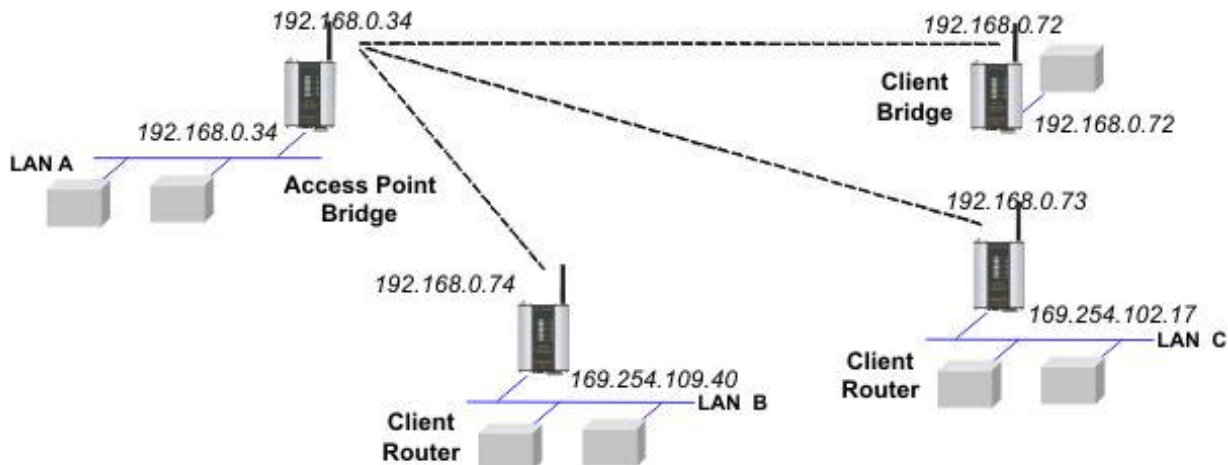 192.168.0.34
192.168.0.72
Client
Bridge
192.168.0.34
192.168.0.72
LAN A
Access Point
Bridge
192.168.0.73
192.168.0.74
169.254.102.17
LAN C
Client
Router
169.254.109.40
LAN B
Client
Router